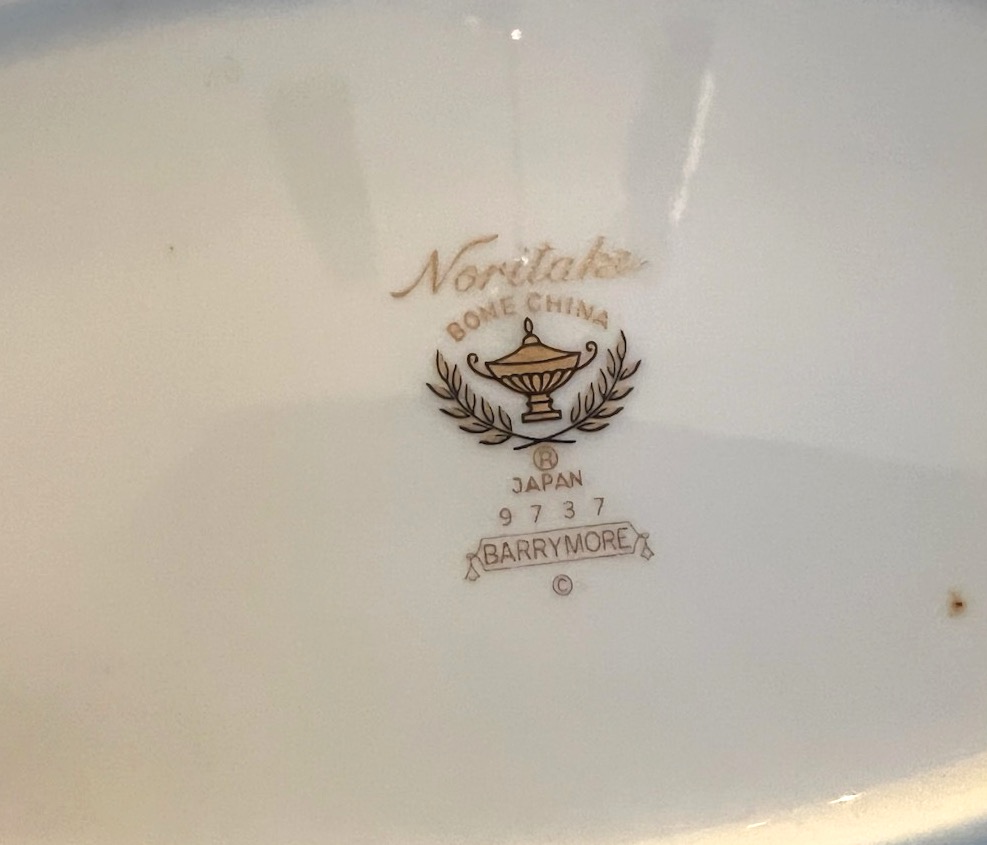 Noritake
BONE CHINA
®
JAPAN
9737
BARRYMORE
©